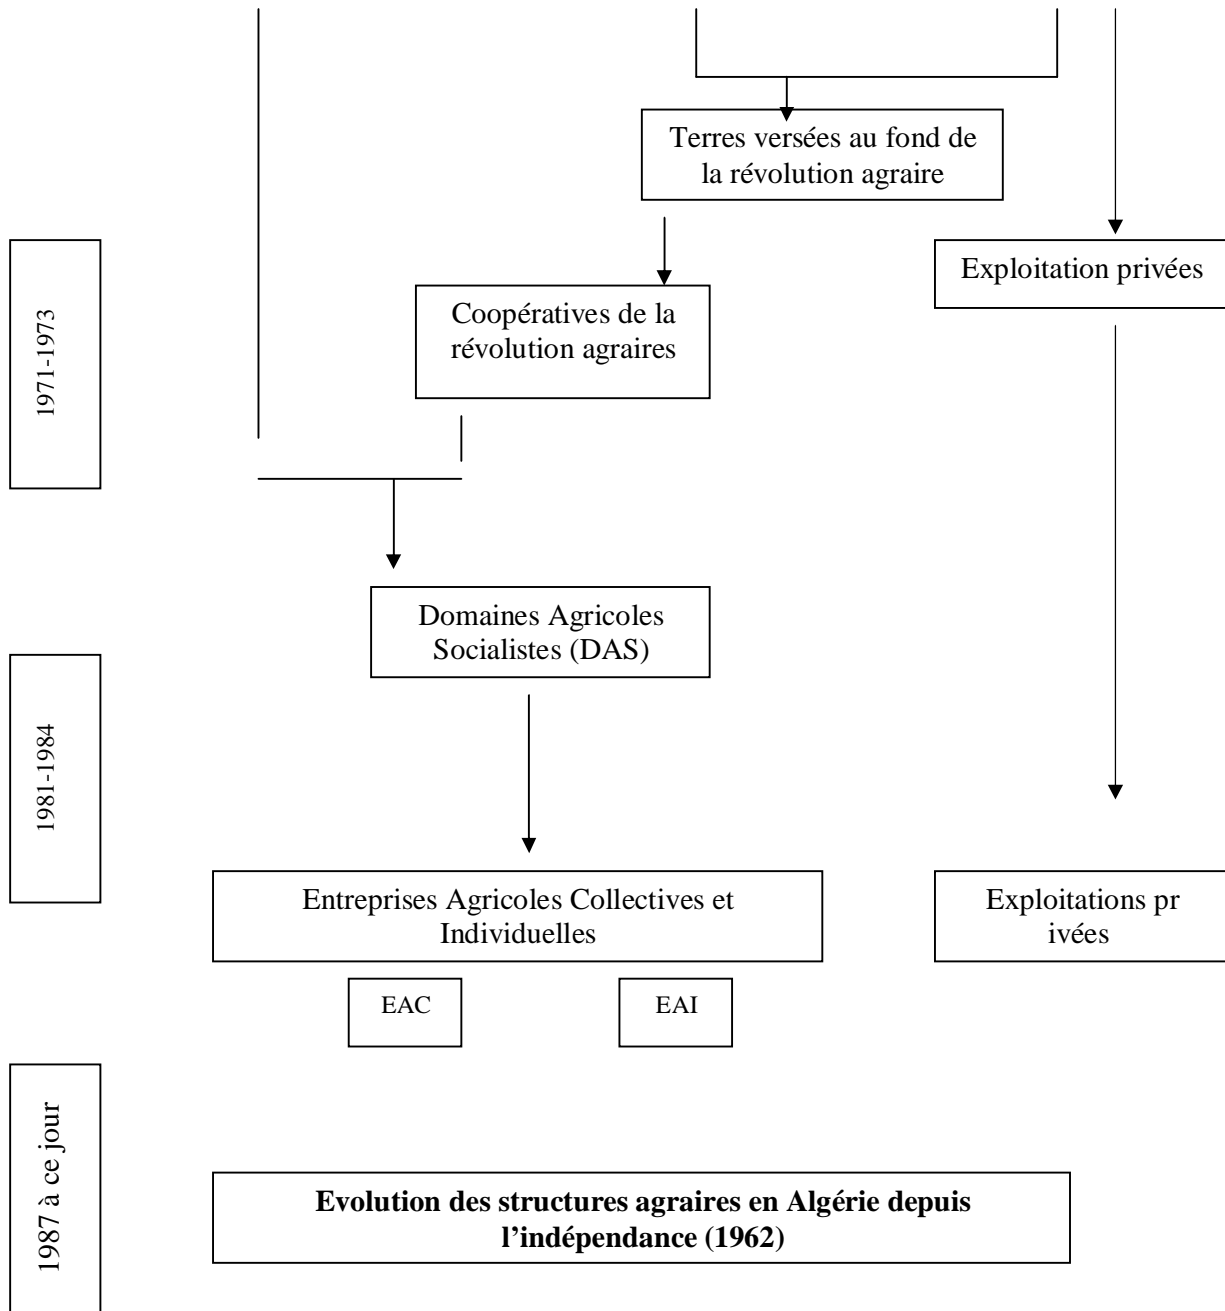 Terres versées au fond de
la révolution agraire
1971-1973
Exploitation privées
Coopératives de la
révolution agraires
Domaines Agricoles
Socialistes (DAS)
1981-1984
Entreprises Agricoles Collectives et
Individuelles
Exploitations pr
ivées
EAC
EAI
1987 à ce jour
Evolution des structures agraires en Algérie depuis
l’indépendance (1962)